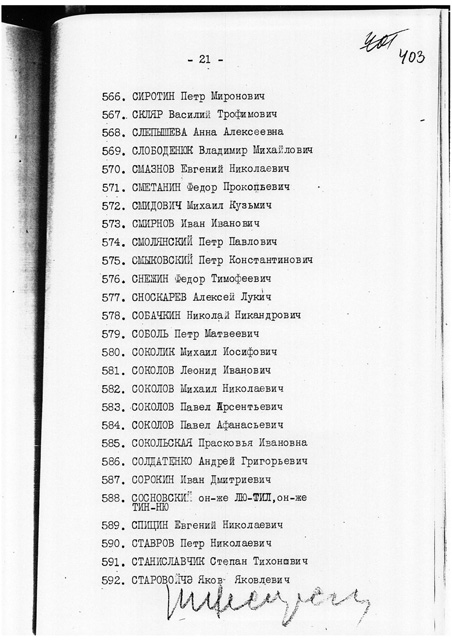 403
- 21 -
566. СИРОТИН Петр Миронович
567. СКЛЯР Василий Трофимович
568. СЛЕПЫШЕВА Анна Алексеевна
569. СЛОБОДЕНЮК Владимир Михайлович
570. СМАЗНОВ Евгений Николаевич
571. СМЕТАНИН Федор Прокопьевич
572. СМИДОВИЧ Михаил Кузьмич
573. СМИРНОВ Иван Иванович
574. СМОЛЯНСКИЙ Петр Павлович
575. СМЫКОВСКИЙ Петр Константинович
576. СНЕЖИН Федор Тимофеевич
577. СНОСКАРЕВ Алексей Лукич
578. СОБАЧКИН Николай Никандрович
579. СОБОЛЬ Петр Матвеевич
580. СОКОЛИК Михаил Иосифович
581. СОКОЛОВ Леонид Иванович
582. СОКОЛОВ Михаил Николаевич
583. СОКОЛОВ Павел Арсентьевич
584. СОКОЛОВ Павел Афанасьевич
585. СОКОЛЬСКАЯ Прасковья Ивановна
586. СОЛДАТЕНКО Андрей Григорьевич
587. СОРОКИН Иван Дмитриевич
588. СОСНОВСКИЙ он-же ЛЮ-ТИЛ,он-же
ТИН-НЮ
589. СПИЦИН Евгений Николаевич
590. СТАВРОВ Петр Николаевич
591. СТАНИСЛАВЧИК Степан Тихонович
592. Яков Яковлевич